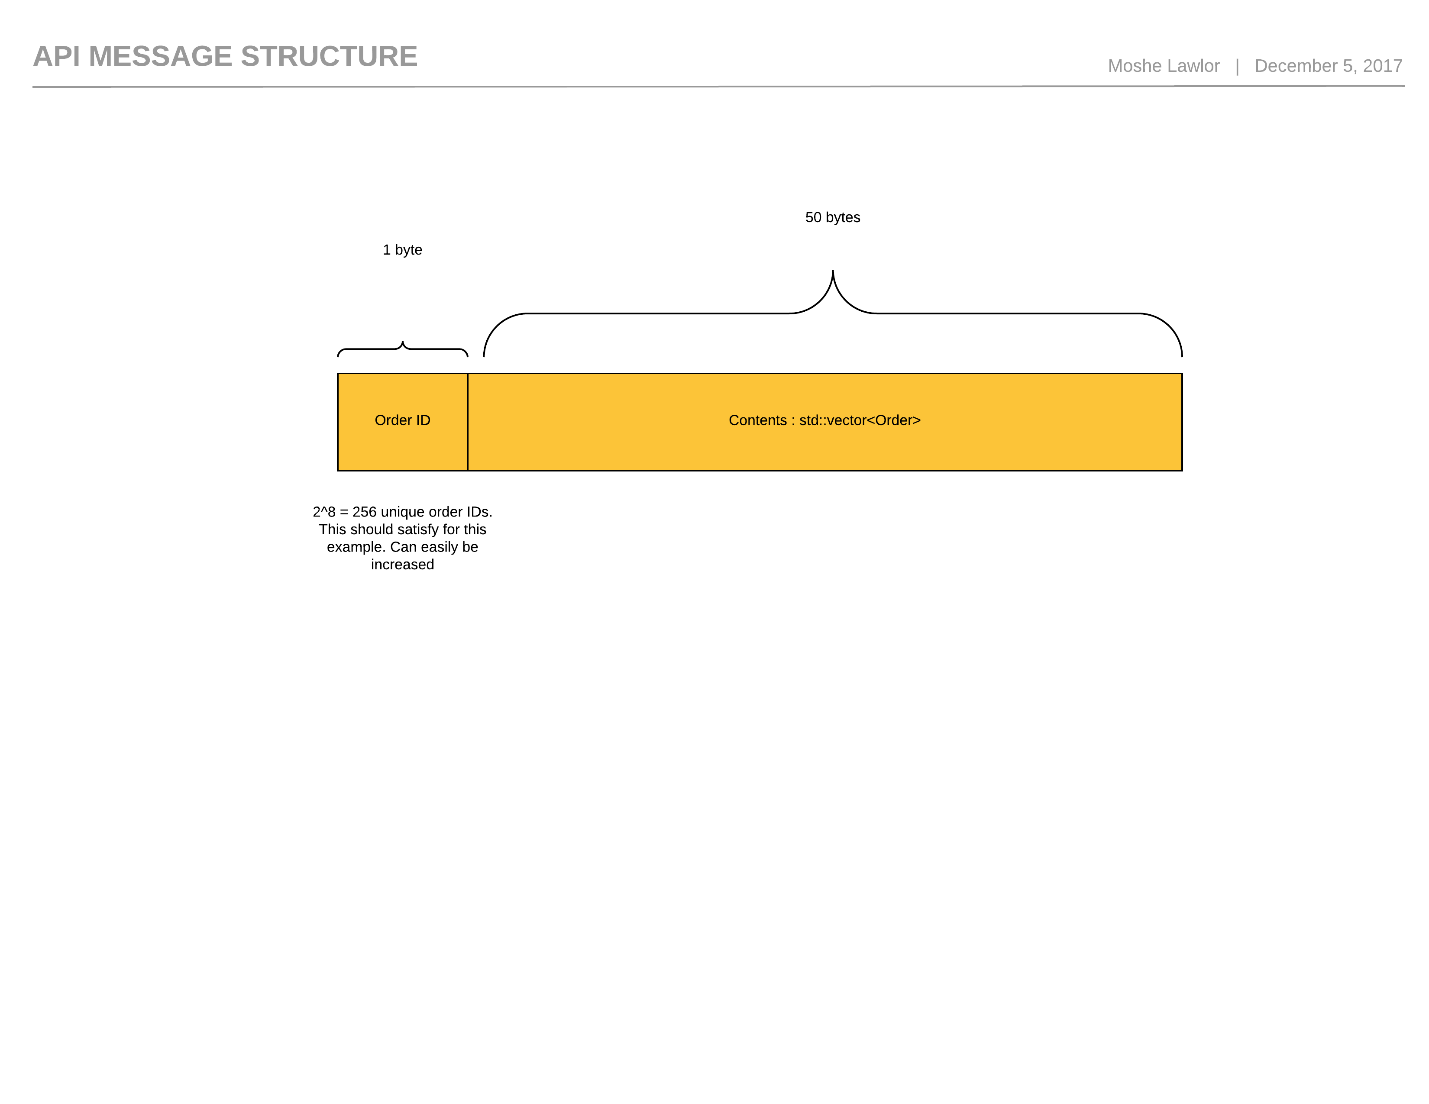 API MESSAGE STRUCTURE
Moshe Lawlor | December 5, 2017
50 bytes
1 byte
Order ID
Contents : std::vector<Order>
2^8 = 256 unique order IDs.
This should satisfy for this
example. Can easily be
increased